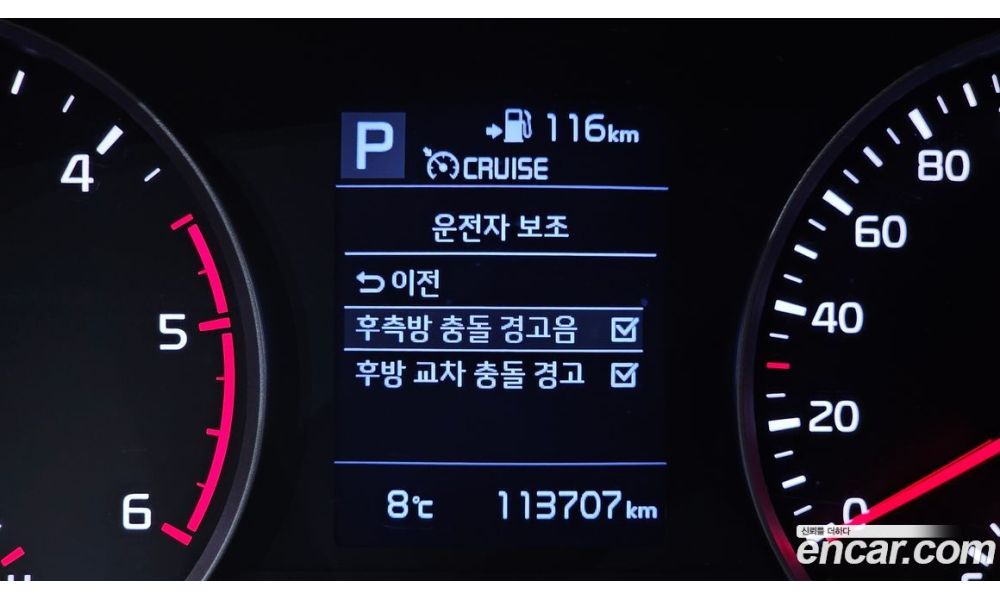 P
116km
CRUISE
운전자 보조
이전
후측방 충돌 경고음
후방 교차 충돌 경고
8℃
113707 km
4
5
6
80
60
40
20
0
신뢰를 더하다
encar.com